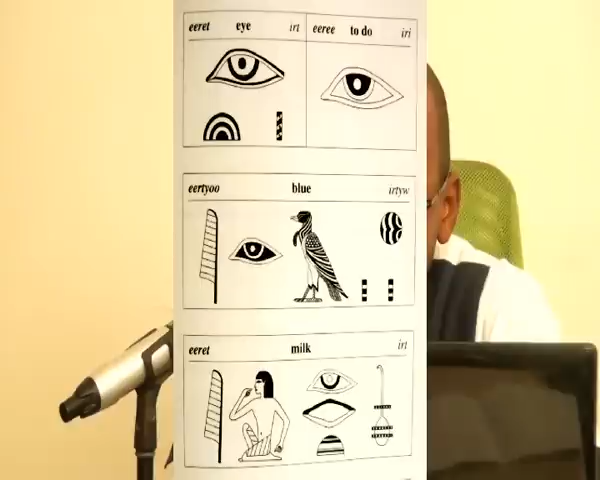 eeret eye irt
eeree to do iri
eertyoo blue irtyw
eeret milk irt